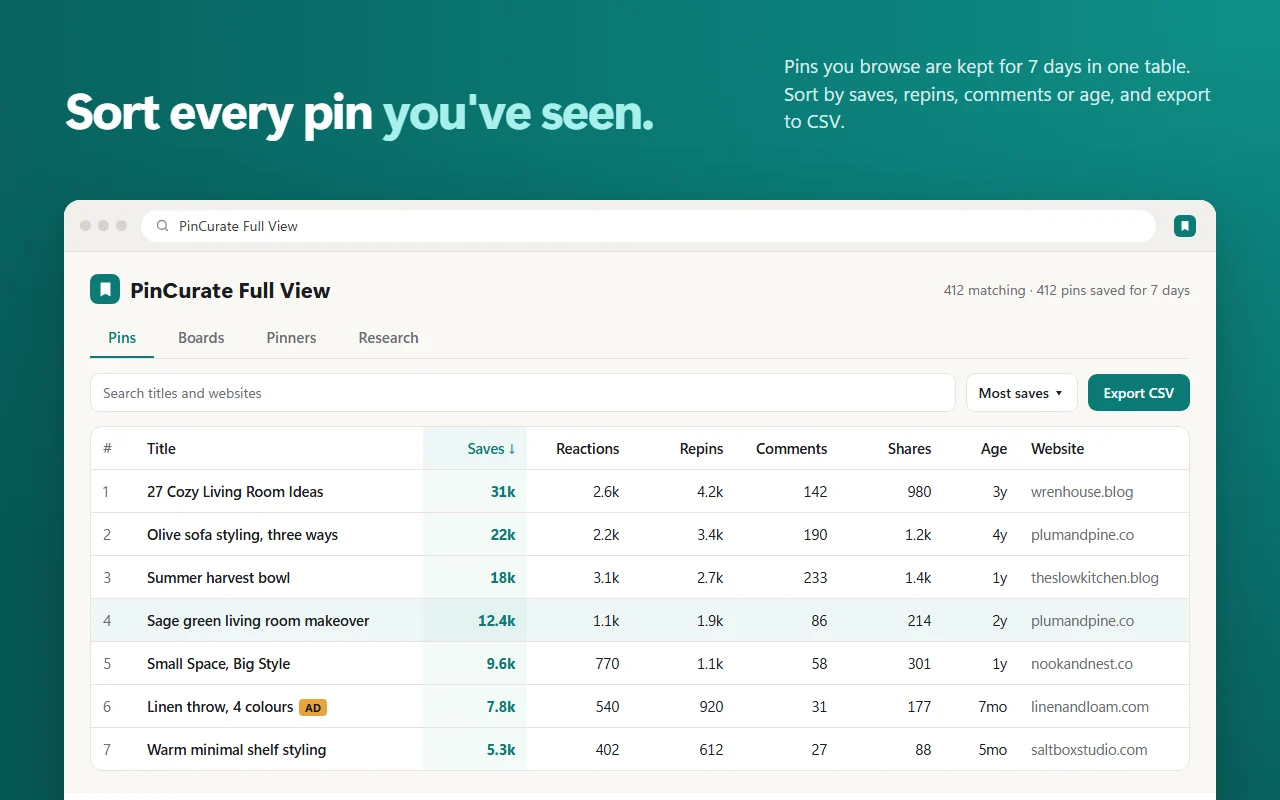 Sort every pin you've seen.
Pins you browse are kept for 7 days in one table.
Sort by saves, repins, comments or age, and export
to CSV.
PinCurate Full View
PinCurate Full View
412 matching · 412 pins saved for 7 days
Pins Boards Pinners Research
Search titles and websites
Most saves ▾
Export CSV
# Title Saves ↓ Reactions Repins Comments Shares Age Website
1 27 Cozy Living Room Ideas 31k 2.6k 4.2k 142 980 3y wrenhouse.blog
2 Olive sofa styling, three ways 22k 2.2k 3.4k 190 1.2k 4y plumandpine.co
3 Summer harvest bowl 18k 3.1k 2.7k 233 1.4k 1y theslowkitchen.blog
4 Sage green living room makeover 12.4k 1.1k 1.9k 86 214 2y plumandpine.co
5 Small Space, Big Style 9.6k 770 1.1k 58 301 1y nookandnest.co
6 Linen throw, 4 colours AD 7.8k 540 920 31 177 7mo linenandloam.com
7 Warm minimal shelf styling 5.3k 402 612 27 88 5mo saltboxstudio.com